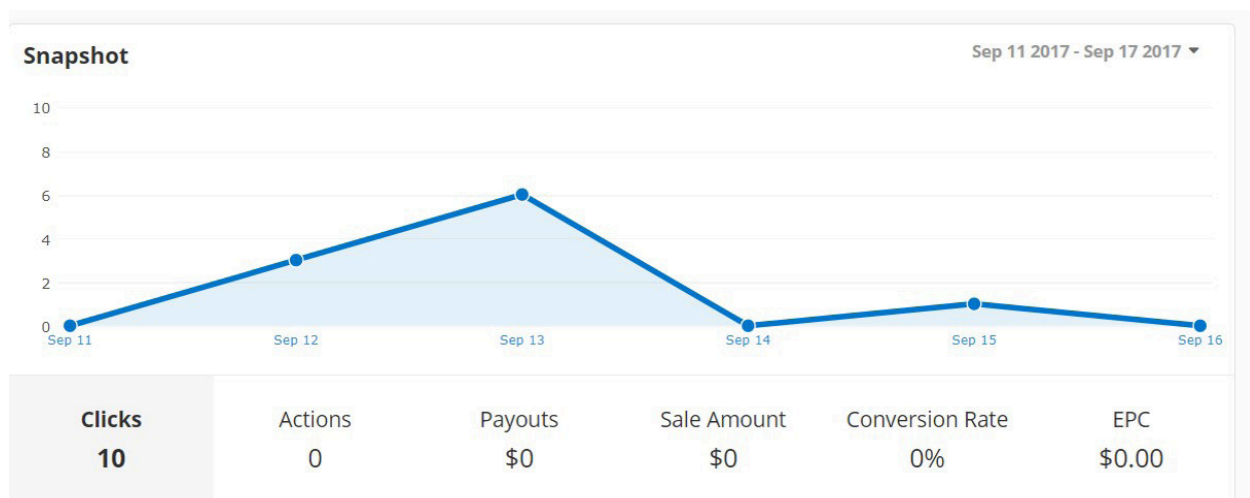 Snapshot
Sep 11 2017 - Sep 17 2017
10
8
6
4
2
0
Sep 11 Sep 12 Sep 13 Sep 14 Sep 15 Sep 16
Clicks Actions Payouts Sale Amount Conversion Rate EPC
10 0 $0 $0 0% $0.00